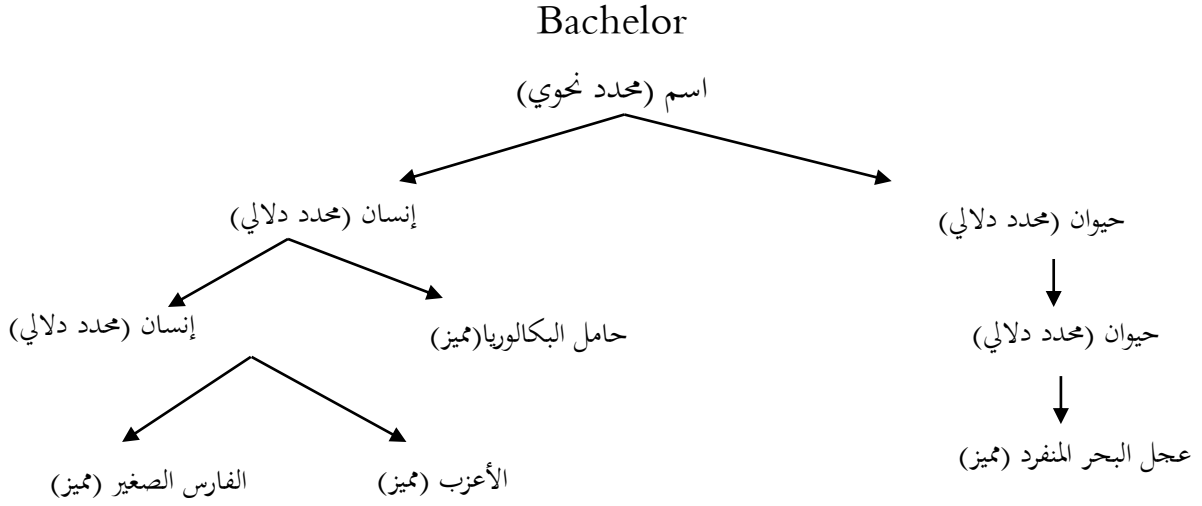 Bachelor
اسم (محدد نحوي)
حيوان (محدد دلالي)
إنسان (محدد دلالي)
حيوان (محدد دلالي)
حامل البكالوريا(مميز)
إنسان (محدد دلالي)
عجل البحر المنفرد (مميز)
الأعزب (مميز)
الفارس الصغير (مميز)